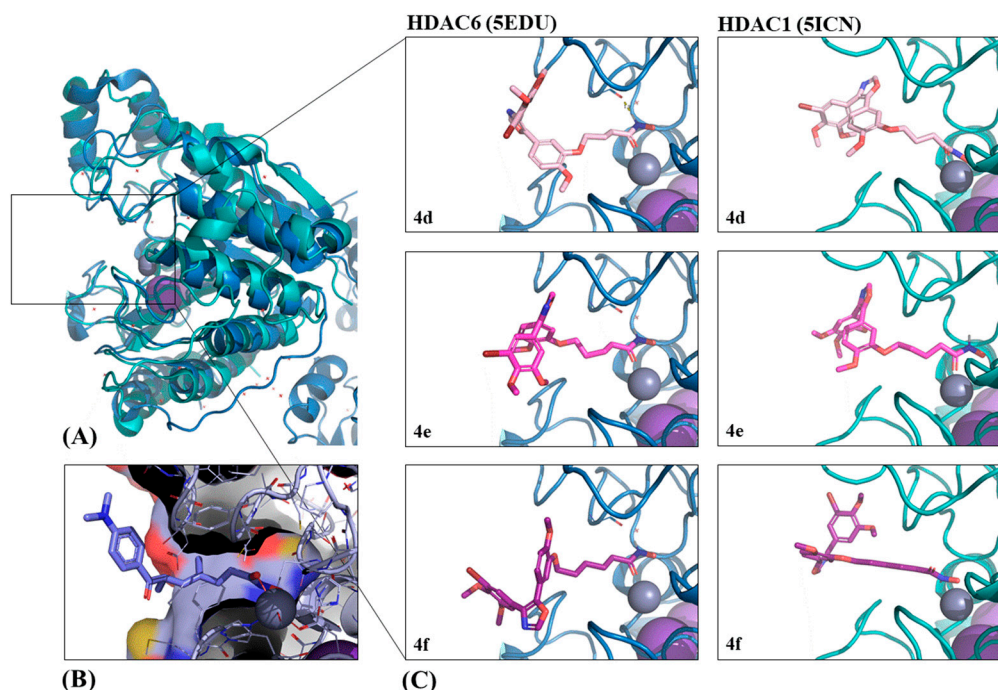 HDAC6 (5EDU)
HDAC1 (5ICN)
4d
4d
4e
4e
(A)
4f
4f
(B)
(C)